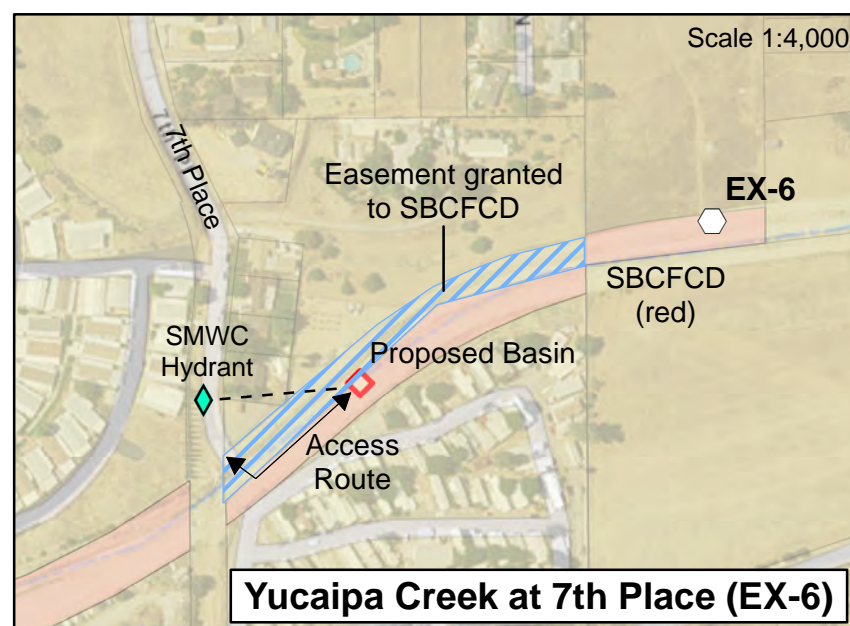 Scale 1:4,000
7th Place
Easement granted
to SBCFCD
EX-6
SBCFCD
(red)
SMWC
Hydrant
Proposed Basin
Access
Route
Yucaipa Creek at 7th Place (EX-6)